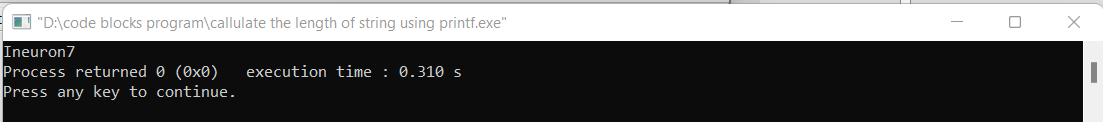 "D:\code blocks program\callulate the length of string using printf.exe"
Ineuron7
Process returned 0 (0x0)   execution time : 0.310 s
Press any key to continue.